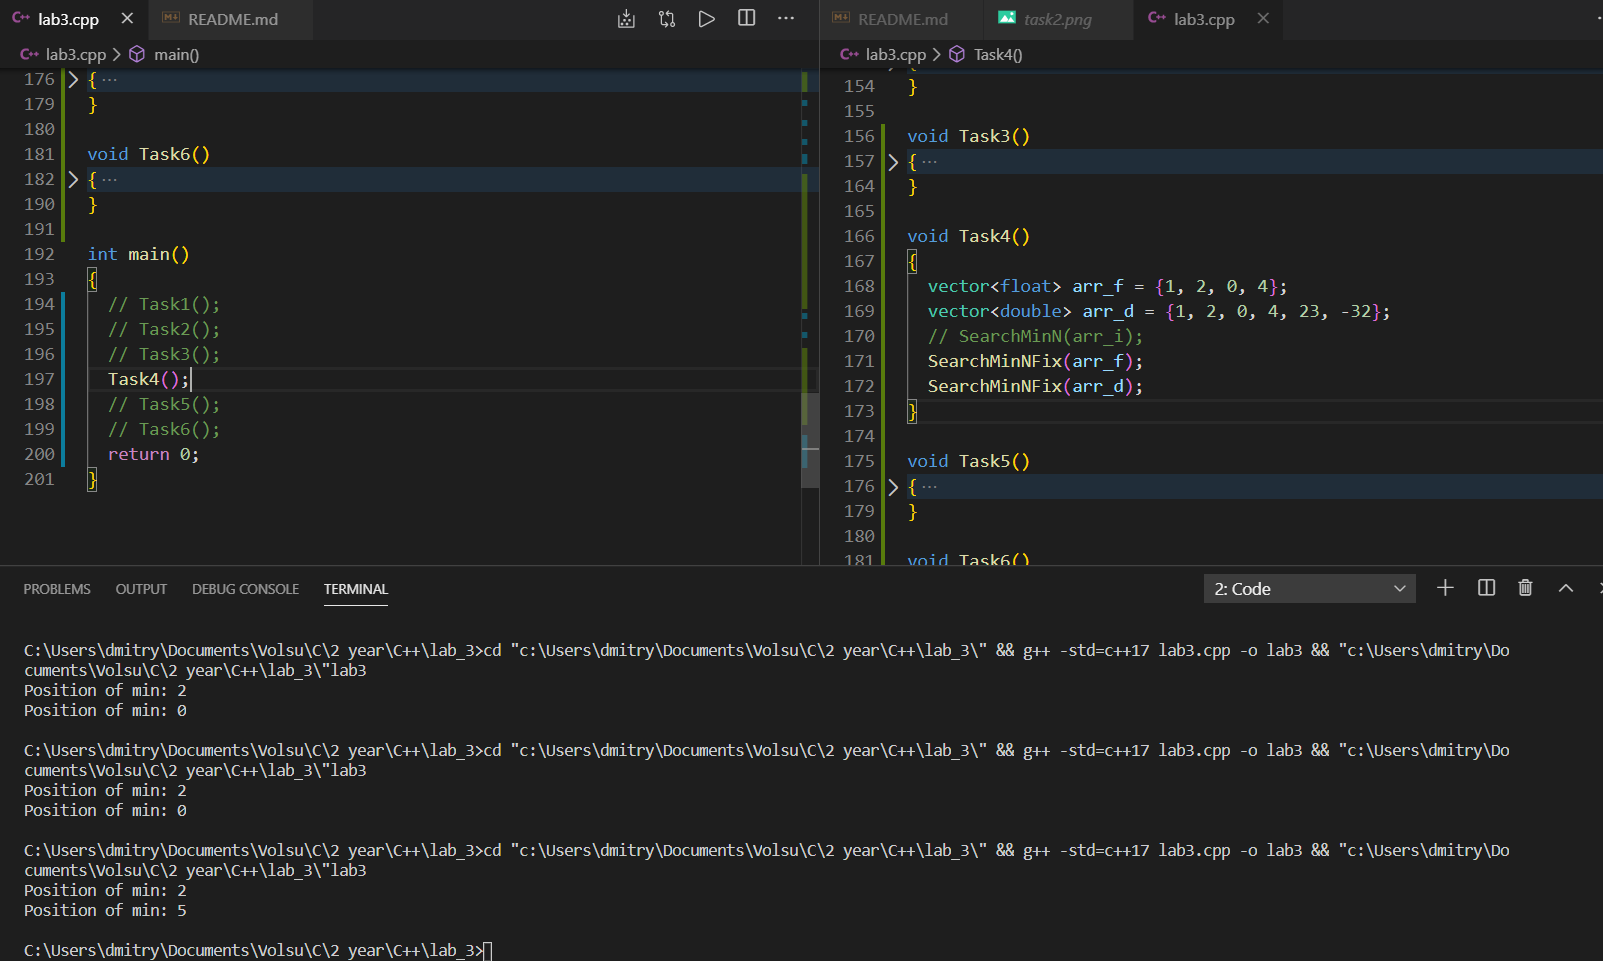 lab3.cpp README.md
lab3.cpp > main()
176 { ...
179 }
180
181 void Task6()
182 { ...
190 }
191
192 int main()
193 {
194 // Task1();
195 // Task2();
196 // Task3();
197 Task4();
198 // Task5();
199 // Task6();
200 return 0;
201 }
README.md task2.png lab3.cpp
lab3.cpp > Task4()
154 }
155
156 void Task3()
157 { ...
164 }
165
166 void Task4()
167 {
168 vector<float> arr_f = {1, 2, 0, 4};
169 vector<double> arr_d = {1, 2, 0, 4, 23, -32};
170 // SearchMinN(arr_i);
171 SearchMinNFix(arr_f);
172 SearchMinNFix(arr_d);
173 }
174
175 void Task5()
176 { ...
179 }
180
181 void Task6()
PROBLEMS OUTPUT DEBUG CONSOLE TERMINAL 2: Code
C:\Users\dmitry\Documents\Volsu\C\2 year\C++\lab_3>cd "c:\Users\dmitry\Documents\Volsu\C\2 year\C++\lab_3\" && g++ -std=c++17 lab3.cpp -o lab3 && "c:\Users\dmitry\Do
cuments\Volsu\C\2 year\C++\lab_3\"lab3
Position of min: 2
Position of min: 0
C:\Users\dmitry\Documents\Volsu\C\2 year\C++\lab_3>cd "c:\Users\dmitry\Documents\Volsu\C\2 year\C++\lab_3\" && g++ -std=c++17 lab3.cpp -o lab3 && "c:\Users\dmitry\Do
cuments\Volsu\C\2 year\C++\lab_3\"lab3
Position of min: 2
Position of min: 0
C:\Users\dmitry\Documents\Volsu\C\2 year\C++\lab_3>cd "c:\Users\dmitry\Documents\Volsu\C\2 year\C++\lab_3\" && g++ -std=c++17 lab3.cpp -o lab3 && "c:\Users\dmitry\Do
cuments\Volsu\C\2 year\C++\lab_3\"lab3
Position of min: 2
Position of min: 5
C:\Users\dmitry\Documents\Volsu\C\2 year\C++\lab_3>